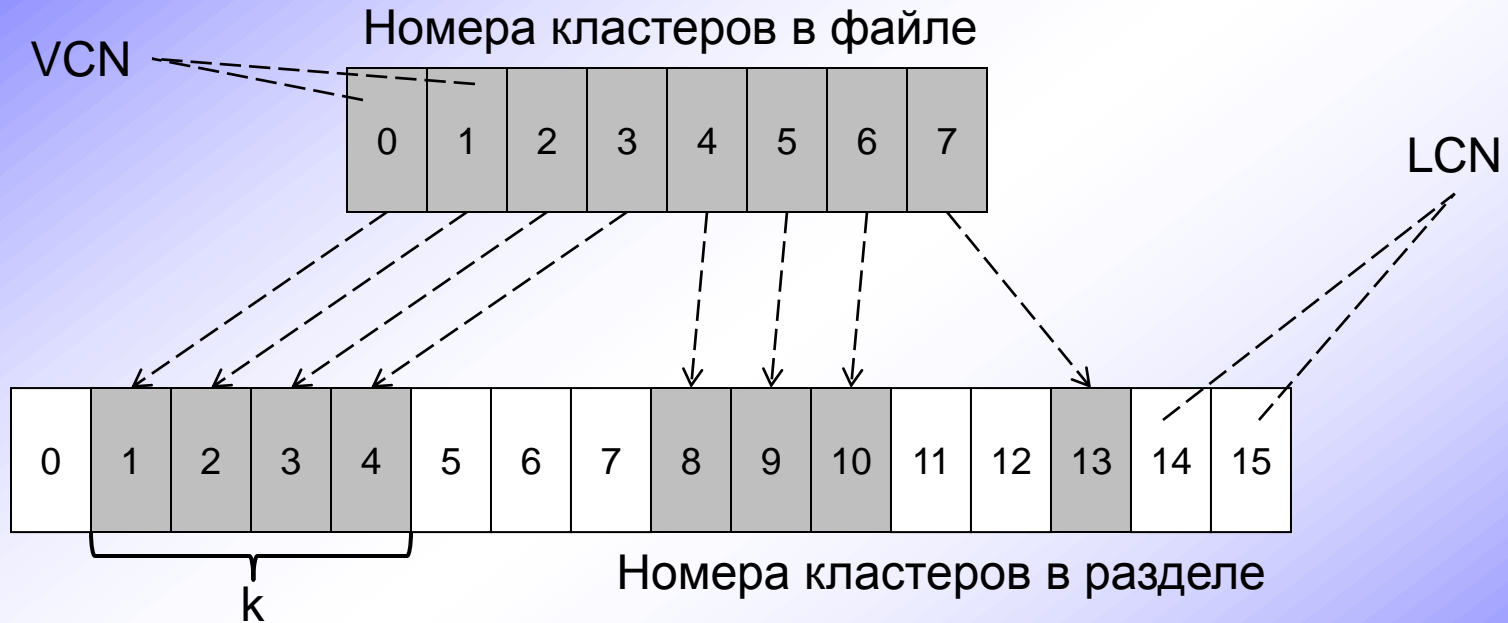 Номера кластеров в файле
VCN
0 1 2 3 4 5 6 7
LCN
0 1 2 3 4 5 6 7 8 9 10 11 12 13 14 15
Номера кластеров в разделе
k